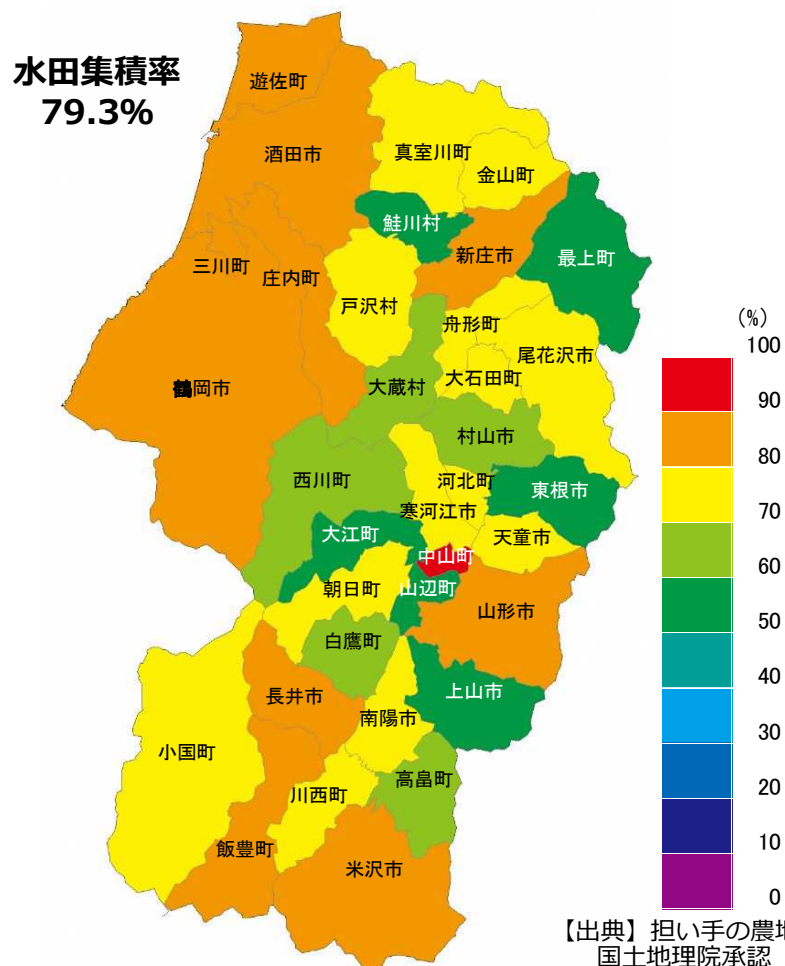 水田集積率
79.3%
遊佐町
酒田市
真室川町
金山町
鮭川村
新庄市
最上町
三川町
庄内町
戸沢村
舟形町
尾花沢市
大石田町
大蔵村
鶴岡市
村山市
西川町
河北町
東根市
寒河江市
大江町
天童市
中山町
朝日町
山辺町
山形市
白鷹町
上山市
長井市
南陽市
小国町
高畠町
川西町
飯豊町
米沢市
(%)
100
90
80
70
60
50
40
30
20
10
0
【出典】担い手の農地
国土地理院承認